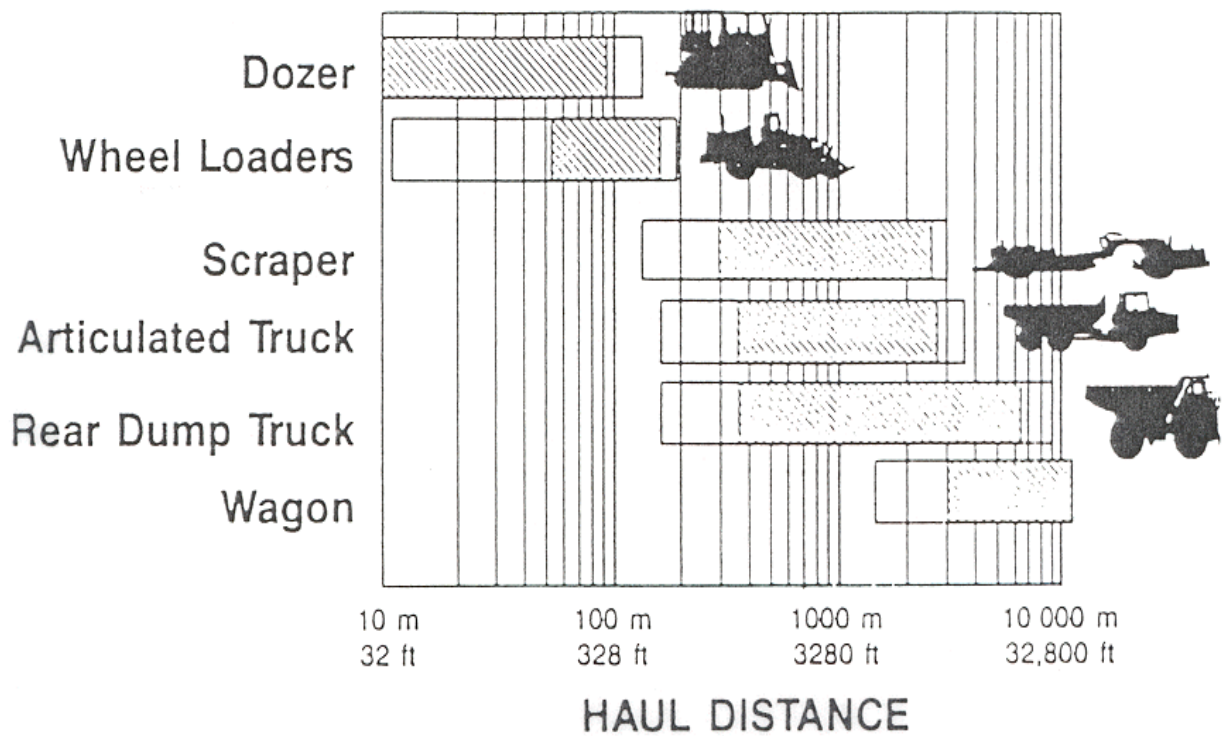 Dozer
Wheel Loaders
Scraper
Articulated Truck
Rear Dump Truck
Wagon
10 m 100 m 1000 m 10 000 m
32 ft 328 ft 3280 ft 32,800 ft
HAUL DISTANCE